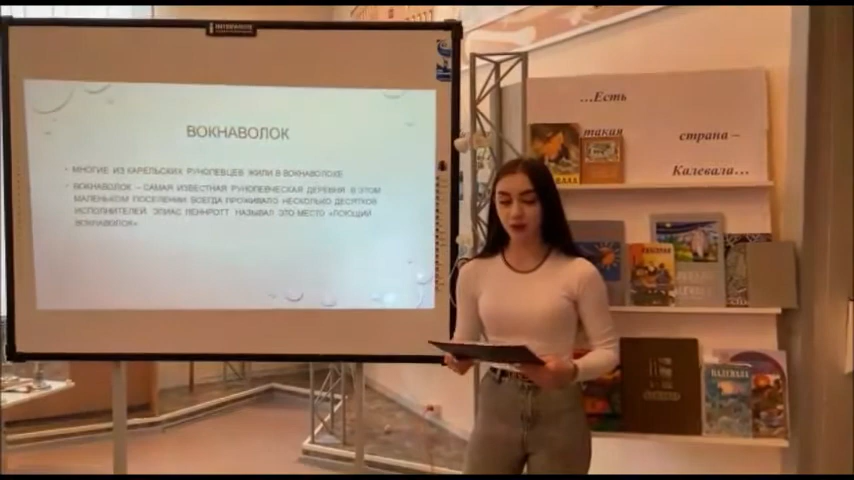 ВОКНАВОЛОК
• МНОГИЕ ИЗ КАРЕЛЬСКИХ РУНОПЕВЦЕВ ЖИЛИ В ВОКНАВОЛОКЕ
• ВОКНАВОЛОК – САМАЯ ИЗВЕСТНАЯ РУНОПЕВЧЕСКАЯ ДЕРЕВНЯ. В ЭТОМ
МАЛЕНЬКОМ ПОСЕЛЕНИИ ВСЕГДА ПРОЖИВАЛО НЕСКОЛЬКО ДЕСЯТКОВ
ИСПОЛНИТЕЛЕЙ. ЭЛИАС ЛЕННРОТТ НАЗЫВАЛ ЭТО МЕСТО «ПОЮЩИЙ
ВОКНАВОЛОК»
...Есть
такая
страна –
Калевала...
КАЛЕВАЛА